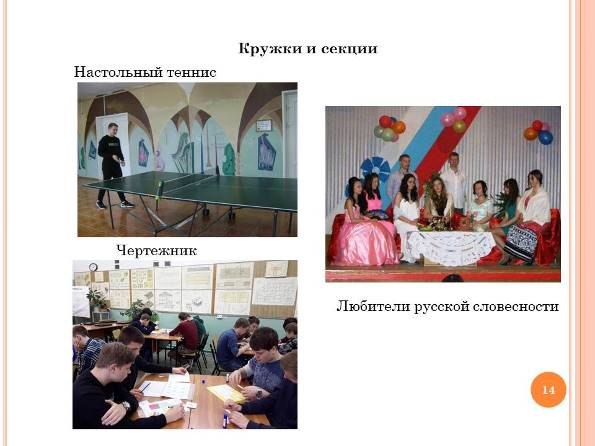 Кружки и секции
Настольный теннис
Чертежник
Любители русской словесности
14